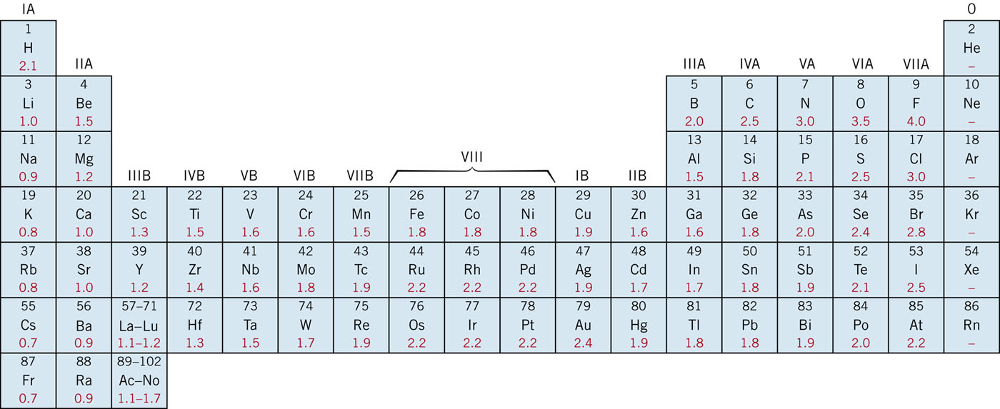 IA 0
1 2
H He
2.1 IIA IIIA IVA VA VIA VIIA –
3 4 5 6 7 8 9 10
Li Be B C N O F Ne
1.0 1.5 2.0 2.5 3.0 3.5 4.0 –
11 12 13 14 15 16 17 18
Na Mg VIII Al Si P S Cl Ar
0.9 1.2 IIIB IVB VB VIB VIIB IB IIB 1.5 1.8 2.1 2.5 3.0 –
19 20 21 22 23 24 25 26 27 28 29 30 31 32 33 34 35 36
K Ca Sc Ti V Cr Mn Fe Co Ni Cu Zn Ga Ge As Se Br Kr
0.8 1.0 1.3 1.5 1.6 1.6 1.5 1.8 1.8 1.8 1.9 1.6 1.6 1.8 2.0 2.4 2.8 –
37 38 39 40 41 42 43 44 45 46 47 48 49 50 51 52 53 54
Rb Sr Y Zr Nb Mo Tc Ru Rh Pd Ag Cd In Sn Sb Te I Xe
0.8 1.0 1.2 1.4 1.6 1.8 1.9 2.2 2.2 2.2 1.9 1.7 1.7 1.8 1.9 2.1 2.5 –
55 56 57–71 72 73 74 75 76 77 78 79 80 81 82 83 84 85 86
Cs Ba La–Lu Hf Ta W Re Os Ir Pt Au Hg Tl Pb Bi Po At Rn
0.7 0.9 1.1–1.2 1.3 1.5 1.7 1.9 2.2 2.2 2.2 2.4 1.9 1.8 1.8 1.9 2.0 2.2 –
87 88 89–102
Fr Ra Ac–No
0.7 0.9 1.1–1.7